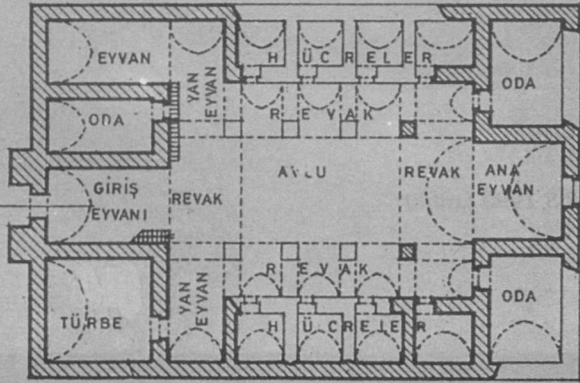 EYVAN
YAN EYVAN
HÜCRELER
ODA
ODA
REVAK
GİRİŞ EYVANI
REVAK
AVLU
REVAK
ANA EYVAN
TÜRBE
YAN EYVAN
REVAK
HÜCRELER
ODA